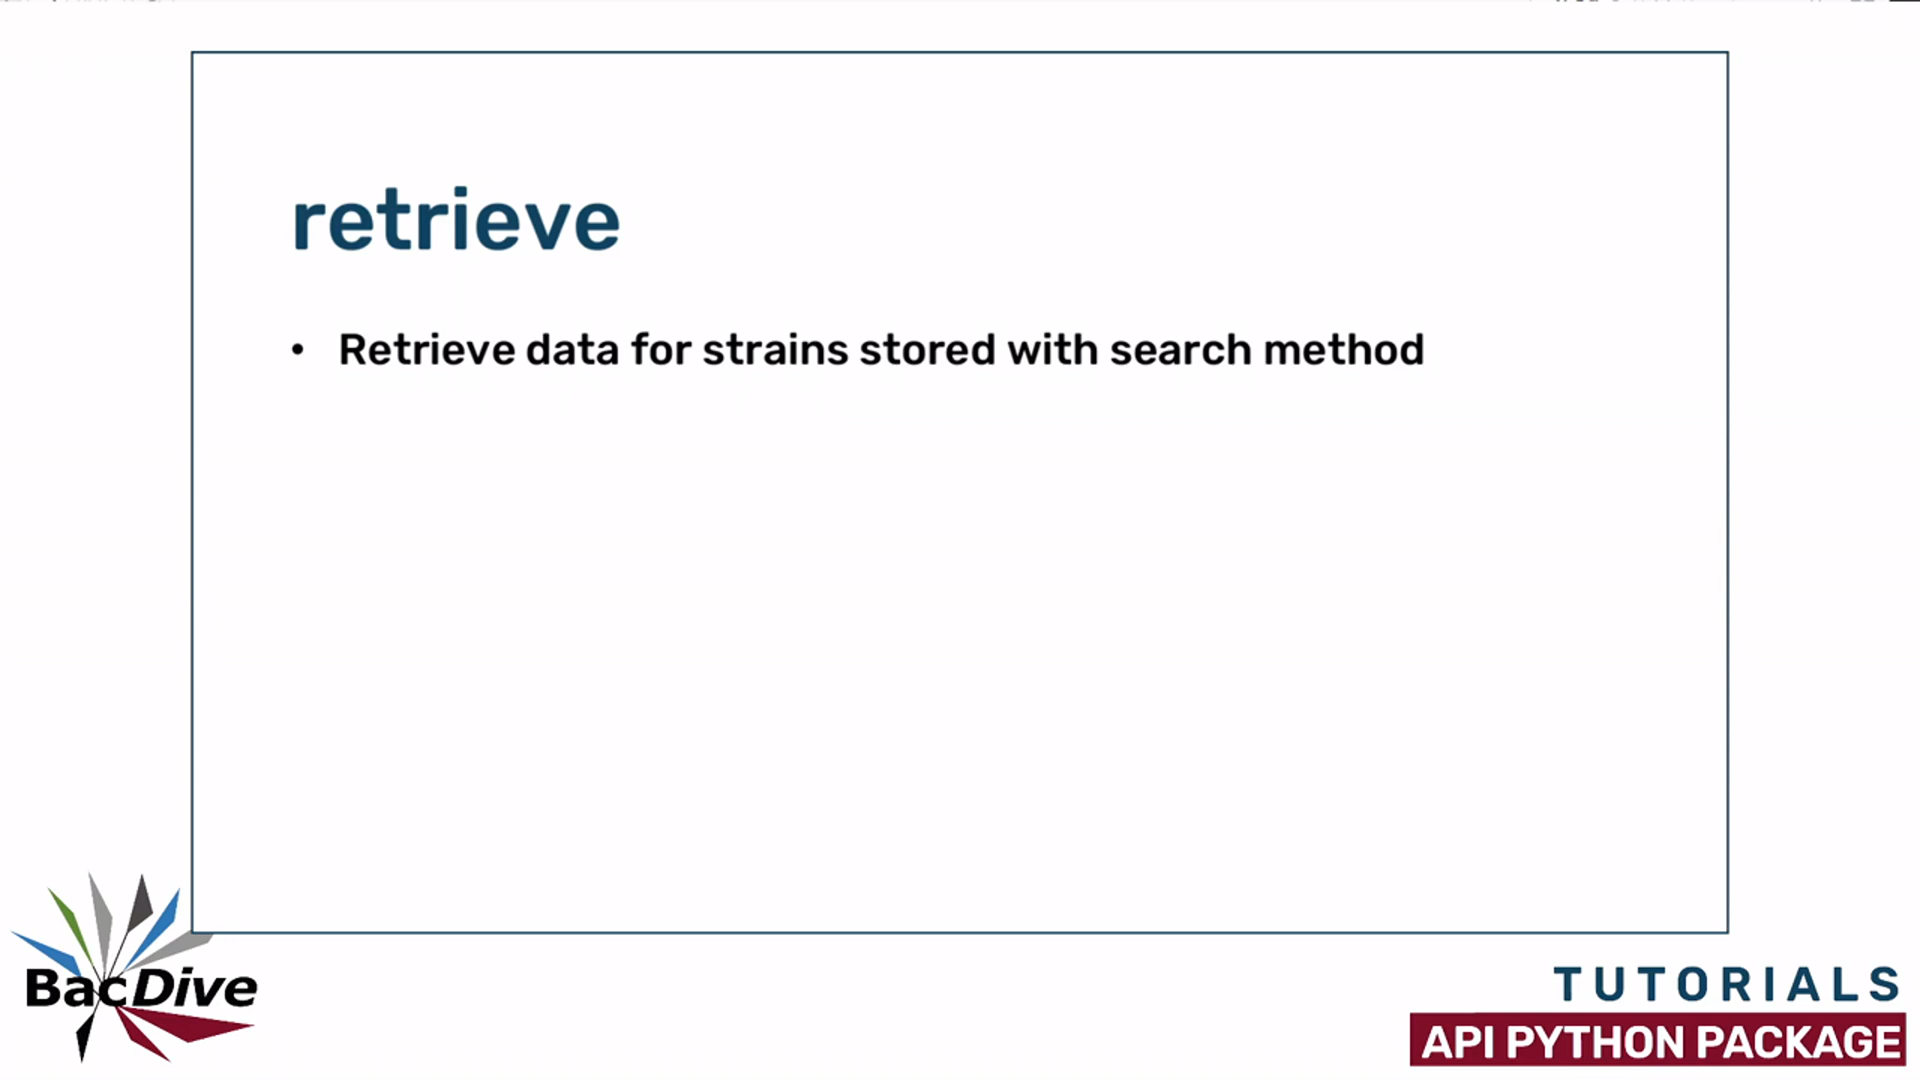 retrieve
• Retrieve data for strains stored with search method
BacDive
TUTORIALS
API PYTHON PACKAGE